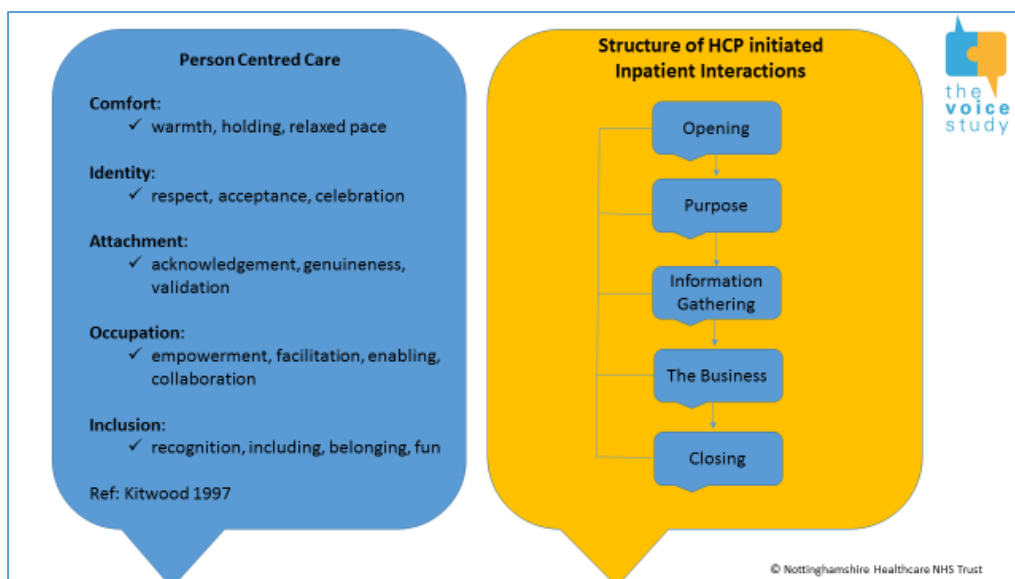 Person Centred Care
Comfort:
✓ warmth, holding, relaxed pace
Identity:
✓ respect, acceptance, celebration
Attachment:
✓ acknowledgement, genuineness,
validation
Occupation:
✓ empowerment, facilitation, enabling,
collaboration
Inclusion:
✓ recognition, including, belonging, fun
Ref: Kitwood 1997
Structure of HCP initiated
Inpatient Interactions
Opening
Purpose
Information
Gathering
The Business
Closing
the
voice
study
© Nottinghamshire Healthcare NHS Trust